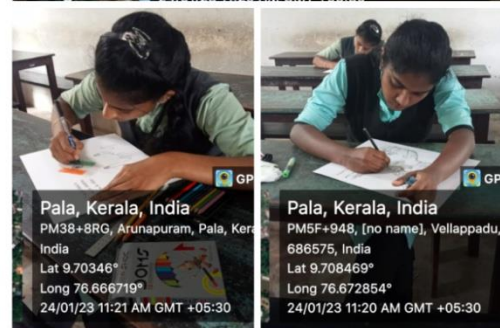 GP
Pala, Kerala, India
PM38+8RG, Arunapuram, Pala, Kera
India
Lat 9.70346°
Long 76.666719°
24/01/23 11:21 AM GMT +05:30
GP
Pala, Kerala, India
PM5F+948, [no name], Vellappadu,
686575, India
Lat 9.708469°
Long 76.672854°
24/01/23 11:20 AM GMT +05:30